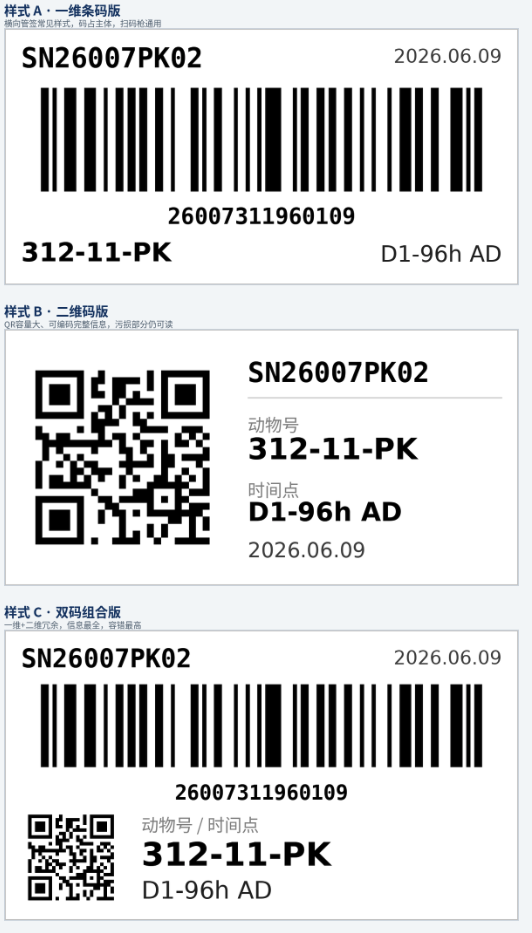 样式 A · 一维条码版
横向管签常见样式，码占主体，扫码枪通用
SN26007PK02 2026.06.09
26007311960109
312-11-PK D1-96h AD
样式 B · 二维码版
QR容量大、可编码完整信息，污损部分仍可读
SN26007PK02
动物号
312-11-PK
时间点
D1-96h AD
2026.06.09
样式 C · 双码组合版
一维+二维冗余，信息最全，容错最高
SN26007PK02 2026.06.09
26007311960109
动物号 / 时间点
312-11-PK
D1-96h AD